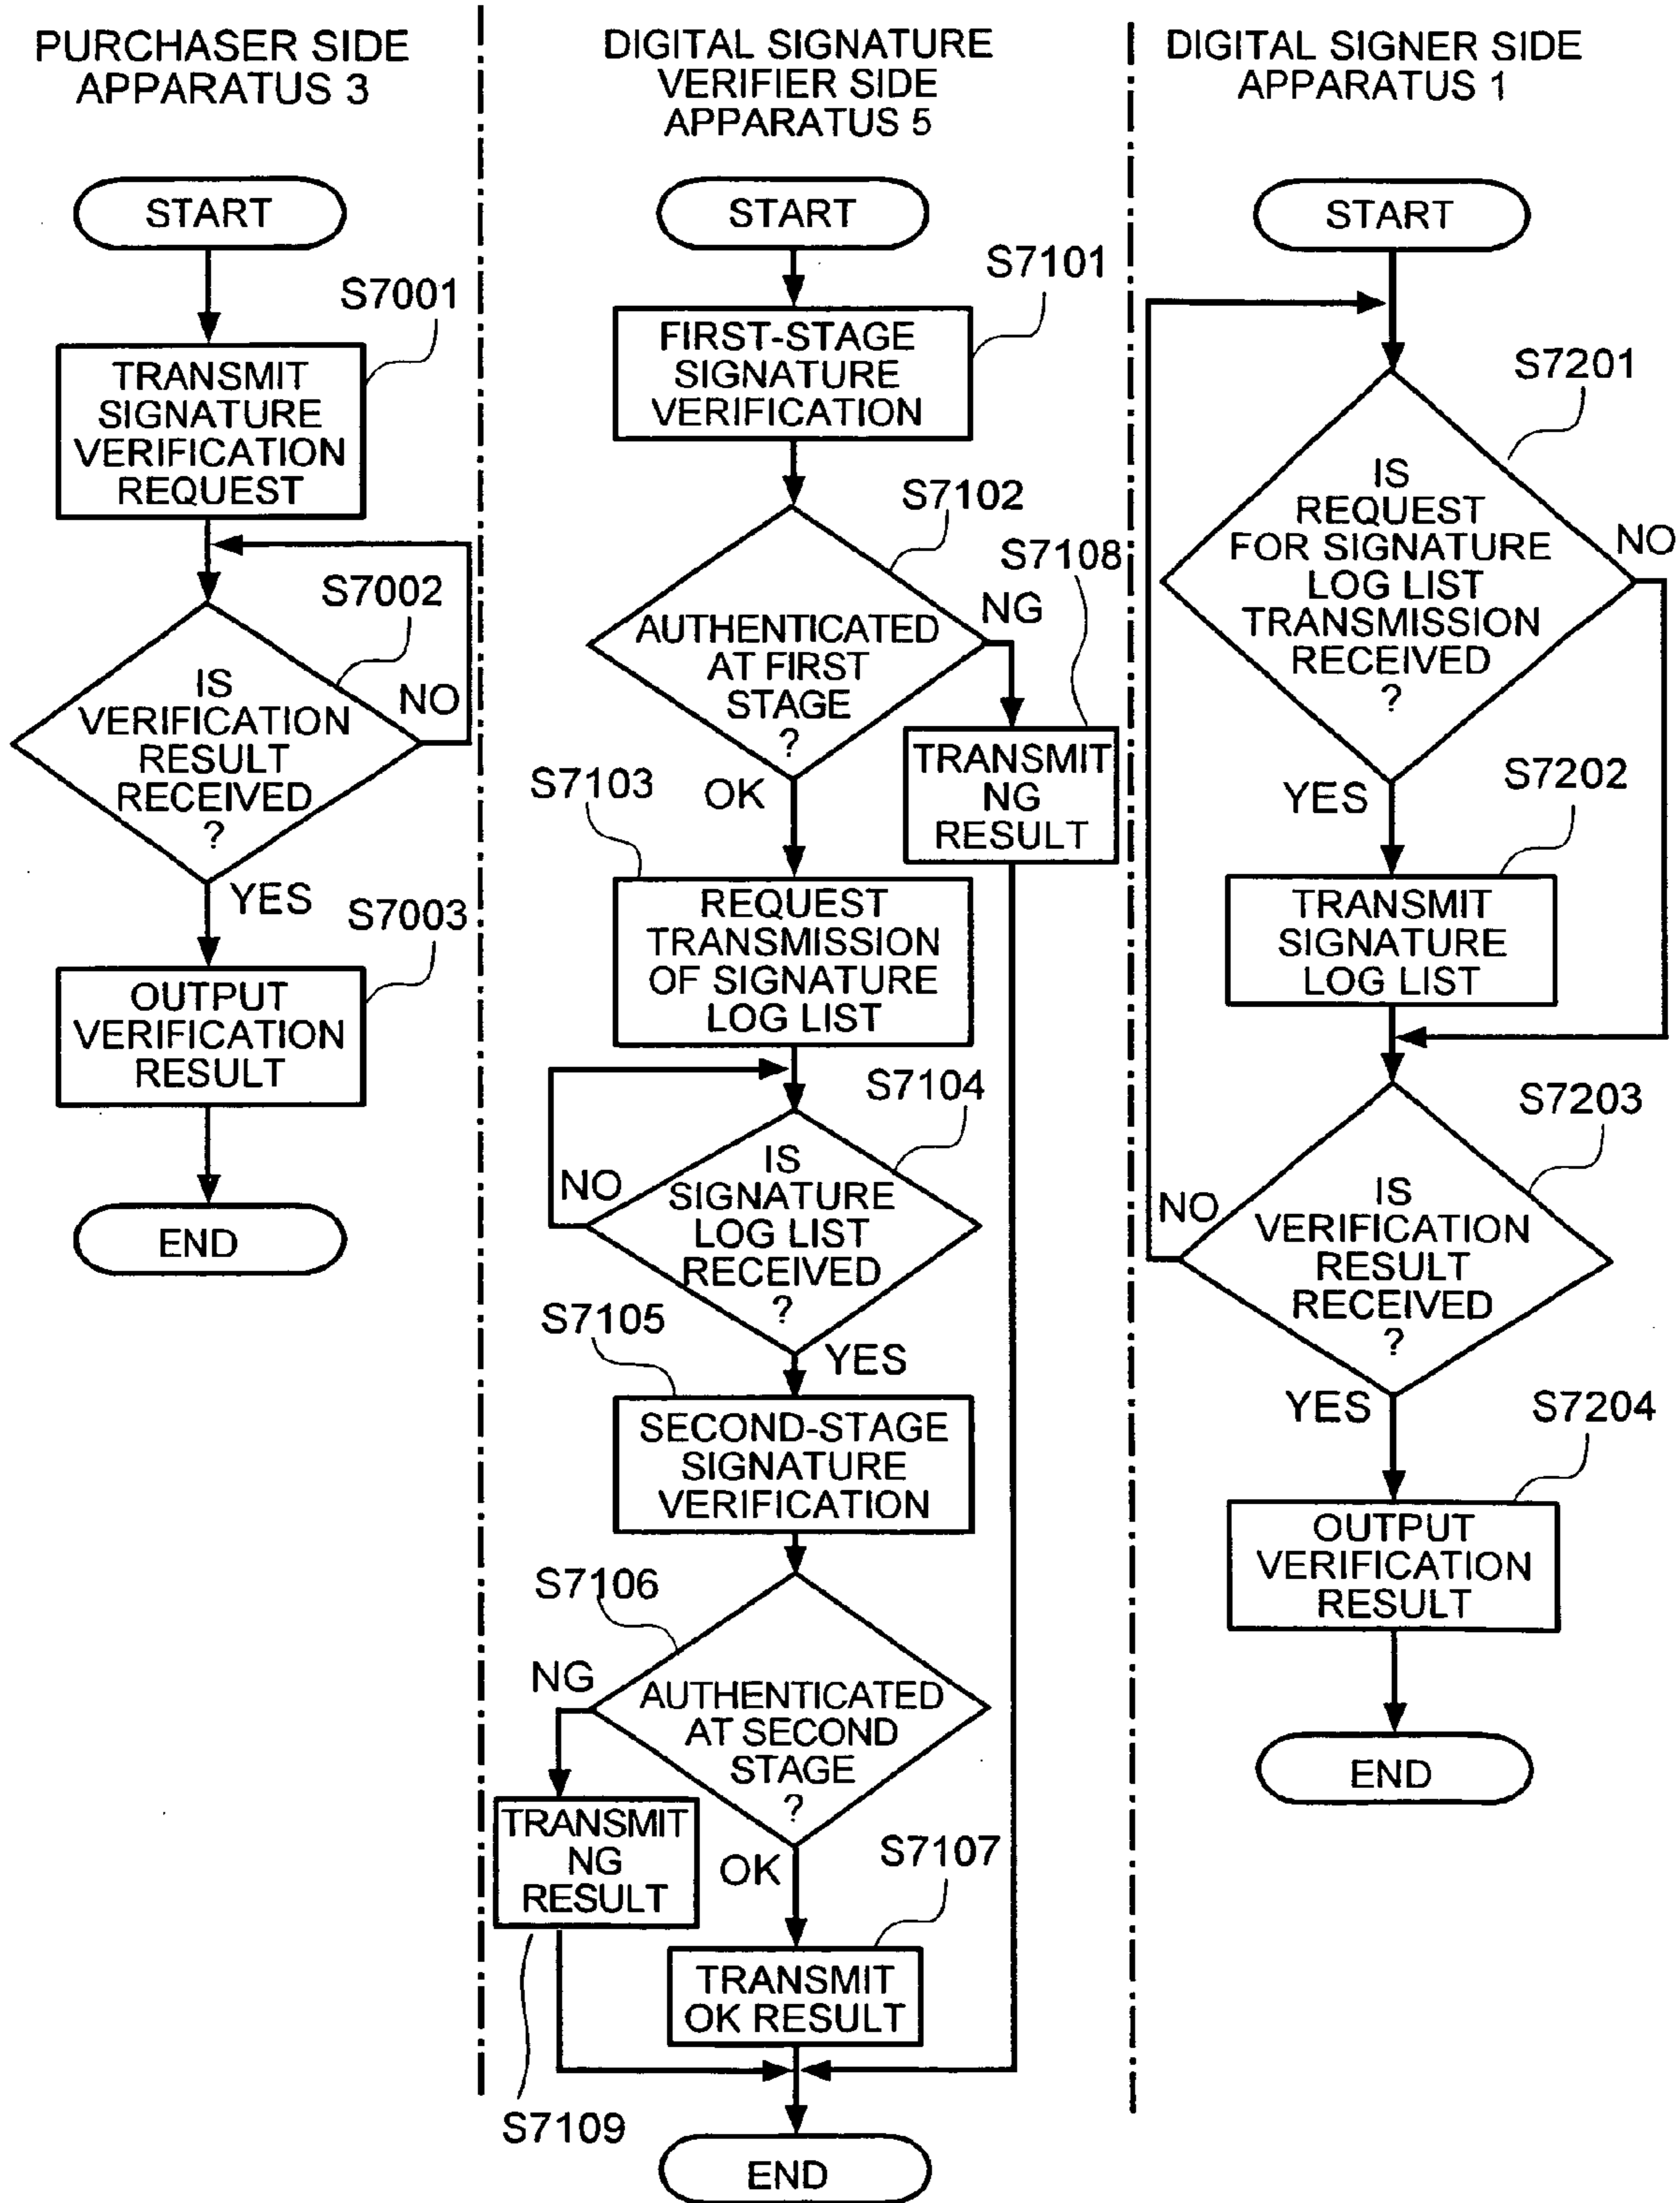 PURCHASER SIDE
APPARATUS 3
START
S7001
TRANSMIT
SIGNATURE
VERIFICATION
REQUEST
S7002
IS
VERIFICATION
RESULT
RECEIVED
?
NO
YES
S7003
OUTPUT
VERIFICATION
RESULT
END
DIGITAL SIGNATURE
VERIFIER SIDE
APPARATUS 5
START
S7101
FIRST-STAGE
SIGNATURE
VERIFICATION
S7102
AUTHENTICATED
AT FIRST
STAGE
?
NG
S7108
TRANSMIT
NG
RESULT
OK
S7103
REQUEST
TRANSMISSION
OF SIGNATURE
LOG LIST
S7104
IS
SIGNATURE
LOG LIST
RECEIVED
?
NO
YES
S7105
SECOND-STAGE
SIGNATURE
VERIFICATION
S7106
AUTHENTICATED
AT SECOND
STAGE
?
NG
TRANSMIT
NG
RESULT
S7109
OK
S7107
TRANSMIT
OK RESULT
END
DIGITAL SIGNER SIDE
APPARATUS 1
START
S7201
IS
REQUEST
FOR SIGNATURE
LOG LIST
TRANSMISSION
RECEIVED
?
NO
YES
S7202
TRANSMIT
SIGNATURE
LOG LIST
S7203
IS
VERIFICATION
RESULT
RECEIVED
?
NO
YES
S7204
OUTPUT
VERIFICATION
RESULT
END